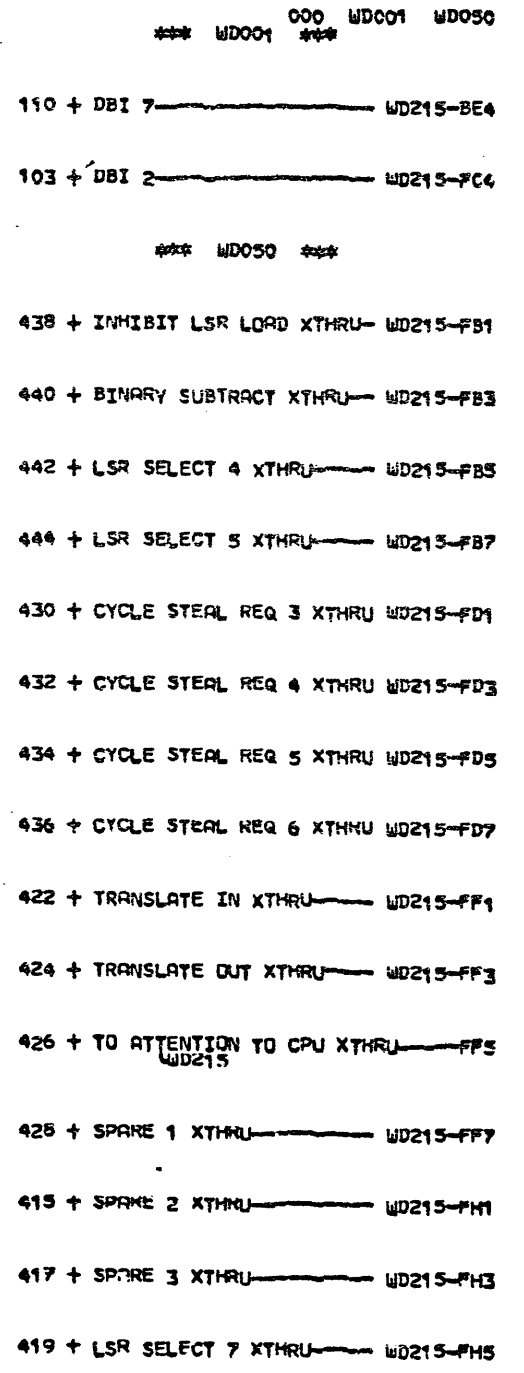 000 WD001 WD050
*** WD001 ***
110 + DBI 7 WD215-BE4
103 + DBI 2 WD215-FC4
*** WD050 ***
438 + INHIBIT LSR LOAD XTHRU- WD215-FB1
440 + BINARY SUBTRACT XTHRU-- WD215-FB3
442 + LSR SELECT 4 XTHRU---- WD215-FB5
444 + LSR SELECT 5 XTHRU---- WD215-FB7
430 + CYCLE STEAL REQ 3 XTHRU WD215-FD1
432 + CYCLE STEAL REQ 4 XTHRU WD215-FD3
434 + CYCLE STEAL REQ 5 XTHRU WD215-FD5
436 + CYCLE STEAL REQ 6 XTHRU WD215-FD7
422 + TRANSLATE IN XTHRU---- WD215-FF1
424 + TRANSLATE OUT XTHRU--- WD215-FF3
426 + TO ATTENTION TO CPU XTHRU----FF5
WD215
428 + SPARE 1 XTHRU--------- WD215-FF7
415 + SPARE 2 XTHRU--------- WD215-FH1
417 + SPARE 3 XTHRU--------- WD215-FH3
419 + LSR SELECT 7 XTHRU---- WD215-FH5